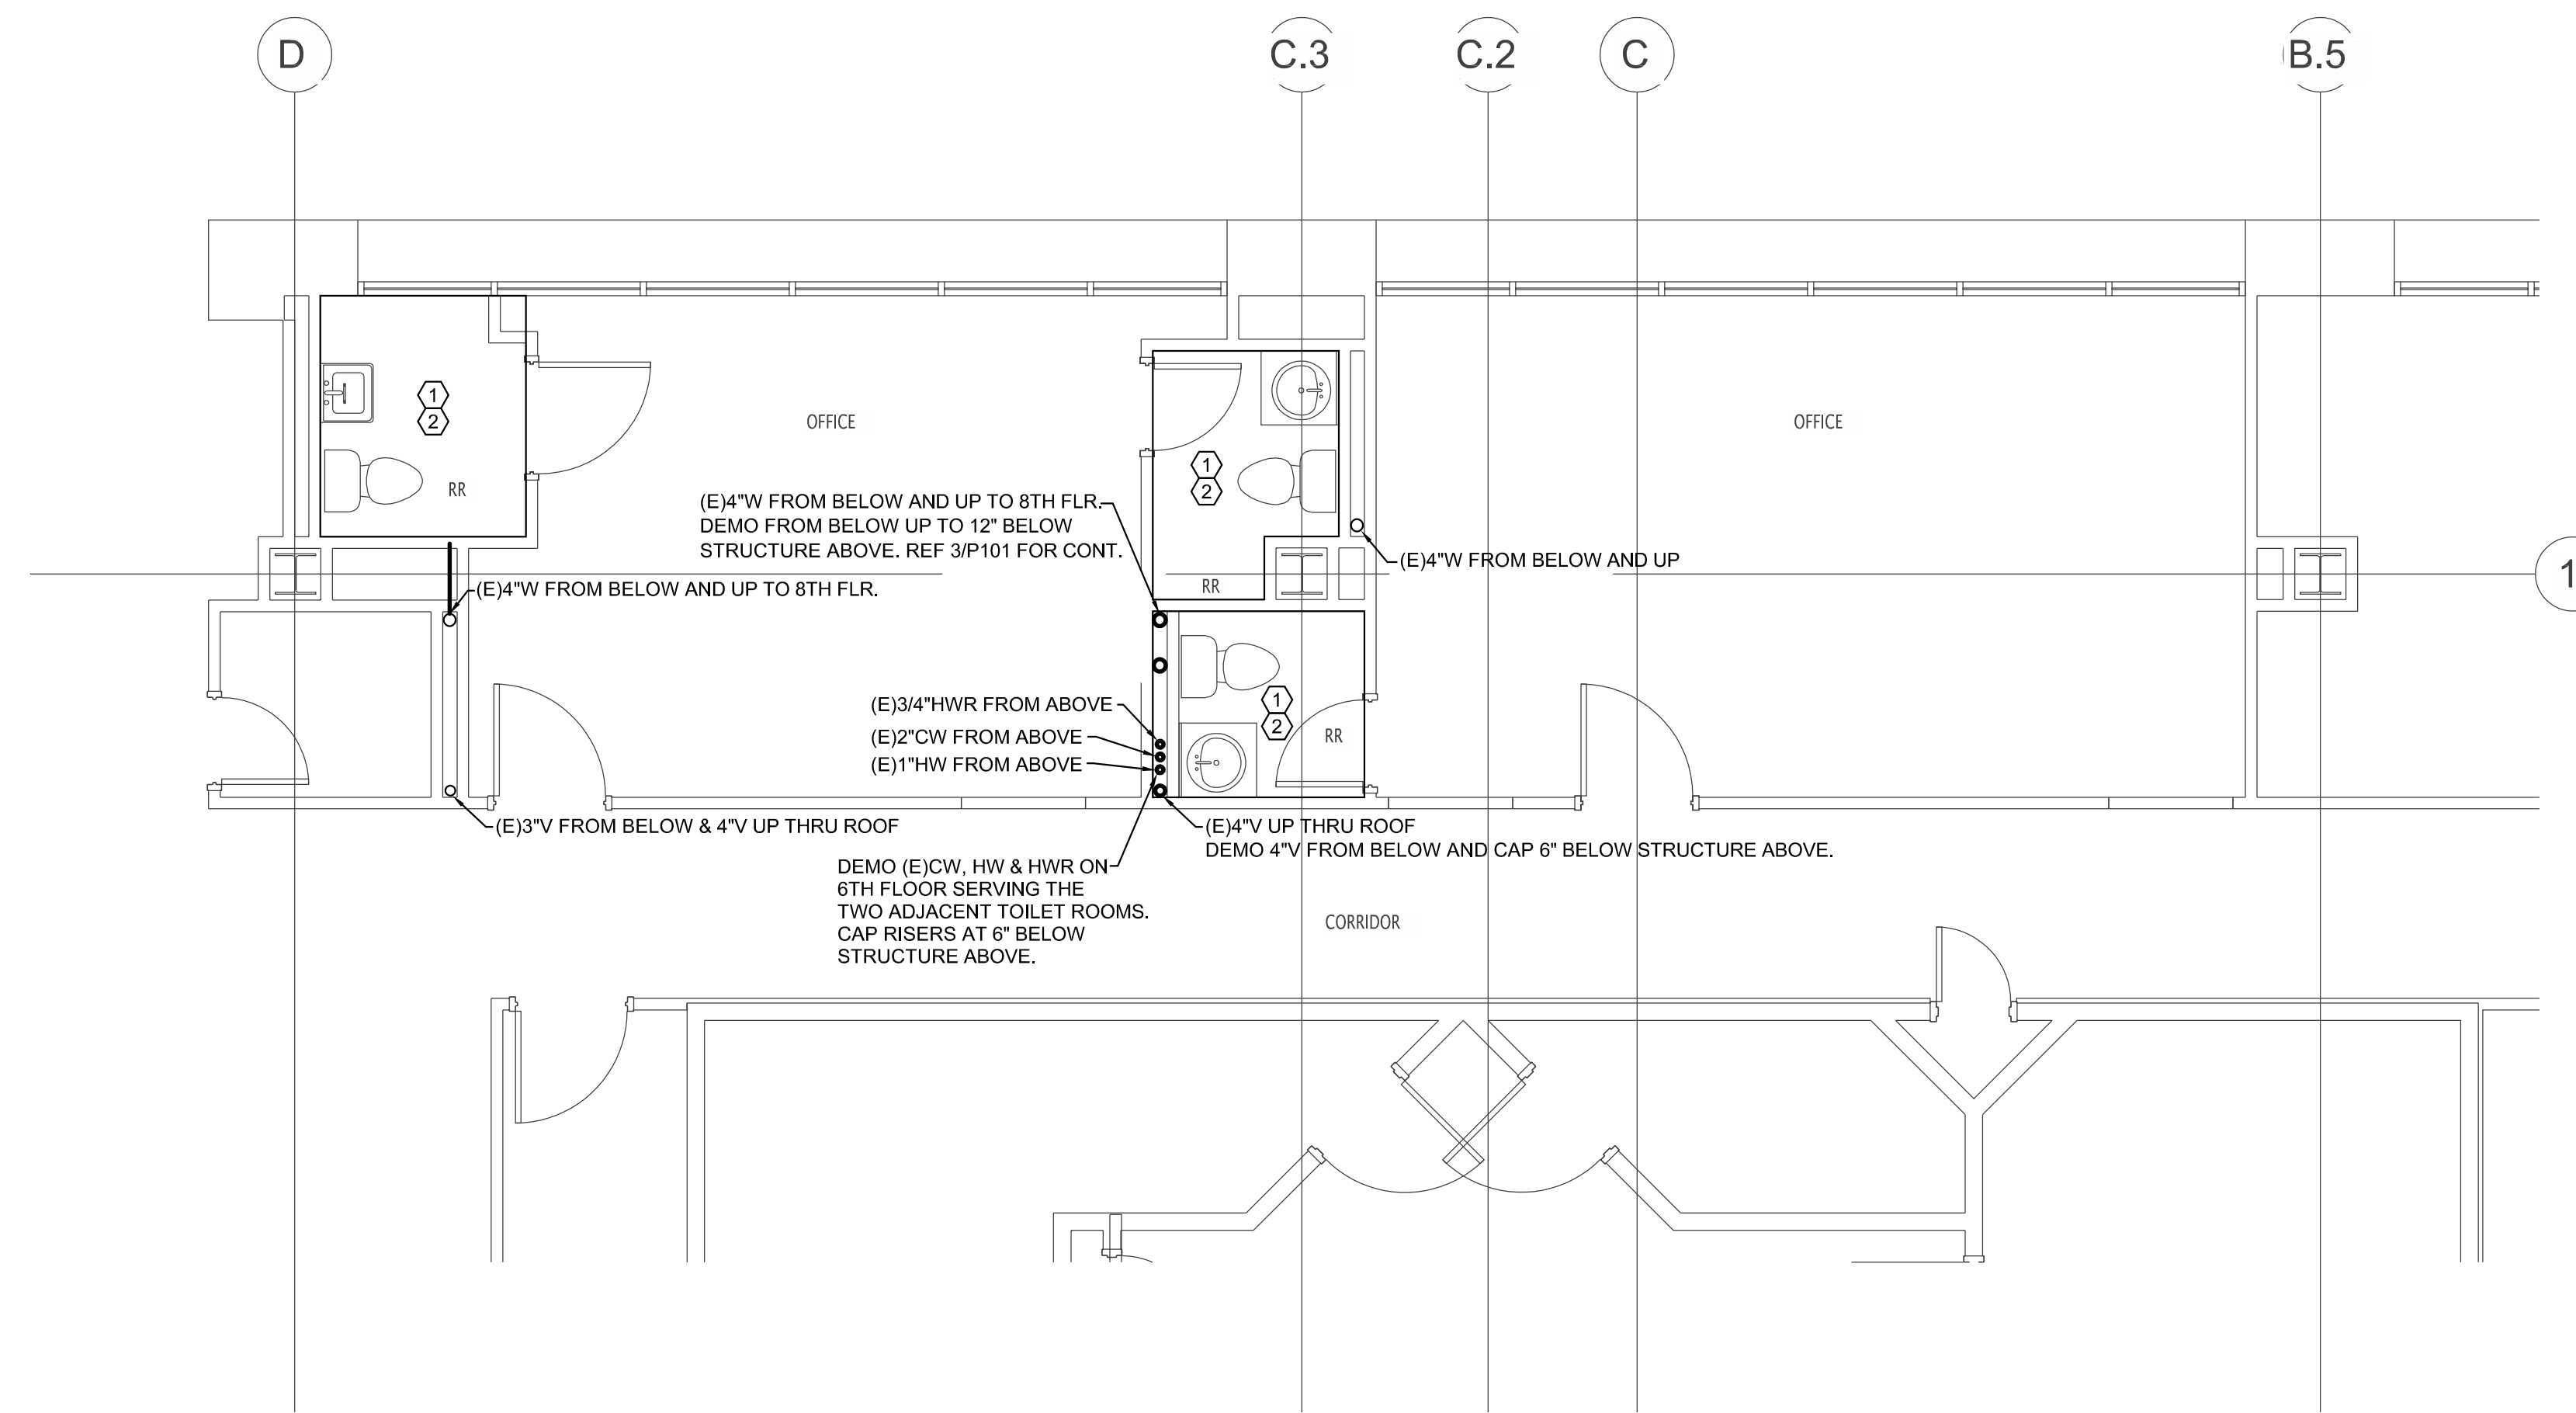 D
C.3
C.2
C
B.5
1
2
OFFICE
RR
1
2
OFFICE
(E)4"W FROM BELOW AND UP TO 8TH FLR.
DEMO FROM BELOW UP TO 12" BELOW
STRUCTURE ABOVE. REF 3/P101 FOR CONT.
(E)4"W FROM BELOW AND UP
1
(E)4"W FROM BELOW AND UP TO 8TH FLR.
RR
(E)3/4"HWR FROM ABOVE
(E)2"CW FROM ABOVE
(E)1"HW FROM ABOVE
1
2
RR
(E)3"V FROM BELOW & 4"V UP THRU ROOF
(E)4"V UP THRU ROOF
DEMO 4"V FROM BELOW AND CAP 6" BELOW STRUCTURE ABOVE.
DEMO (E)CW, HW & HWR ON
6TH FLOOR SERVING THE
TWO ADJACENT TOILET ROOMS.
CAP RISERS AT 6" BELOW
STRUCTURE ABOVE.
CORRIDOR